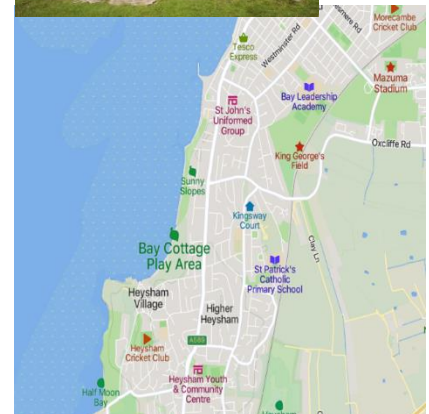 Morecambe
Cricket Club
Westminster Rd
Tesco
Express
Mazuma
Stadium
Bay Leadership
Academy
St John's
Uniformed
Group
Oxcliffe Rd
King George's
Field
Sunny
Slopes
Kingsway
Court
Clay Ln
Bay Cottage
Play Area
St Patrick's
Catholic
Primary School
Heysham
Village
Higher
Heysham
A589
Heysham
Cricket Club
Heysham Youth
& Community
Centre
Half Moon
Bay